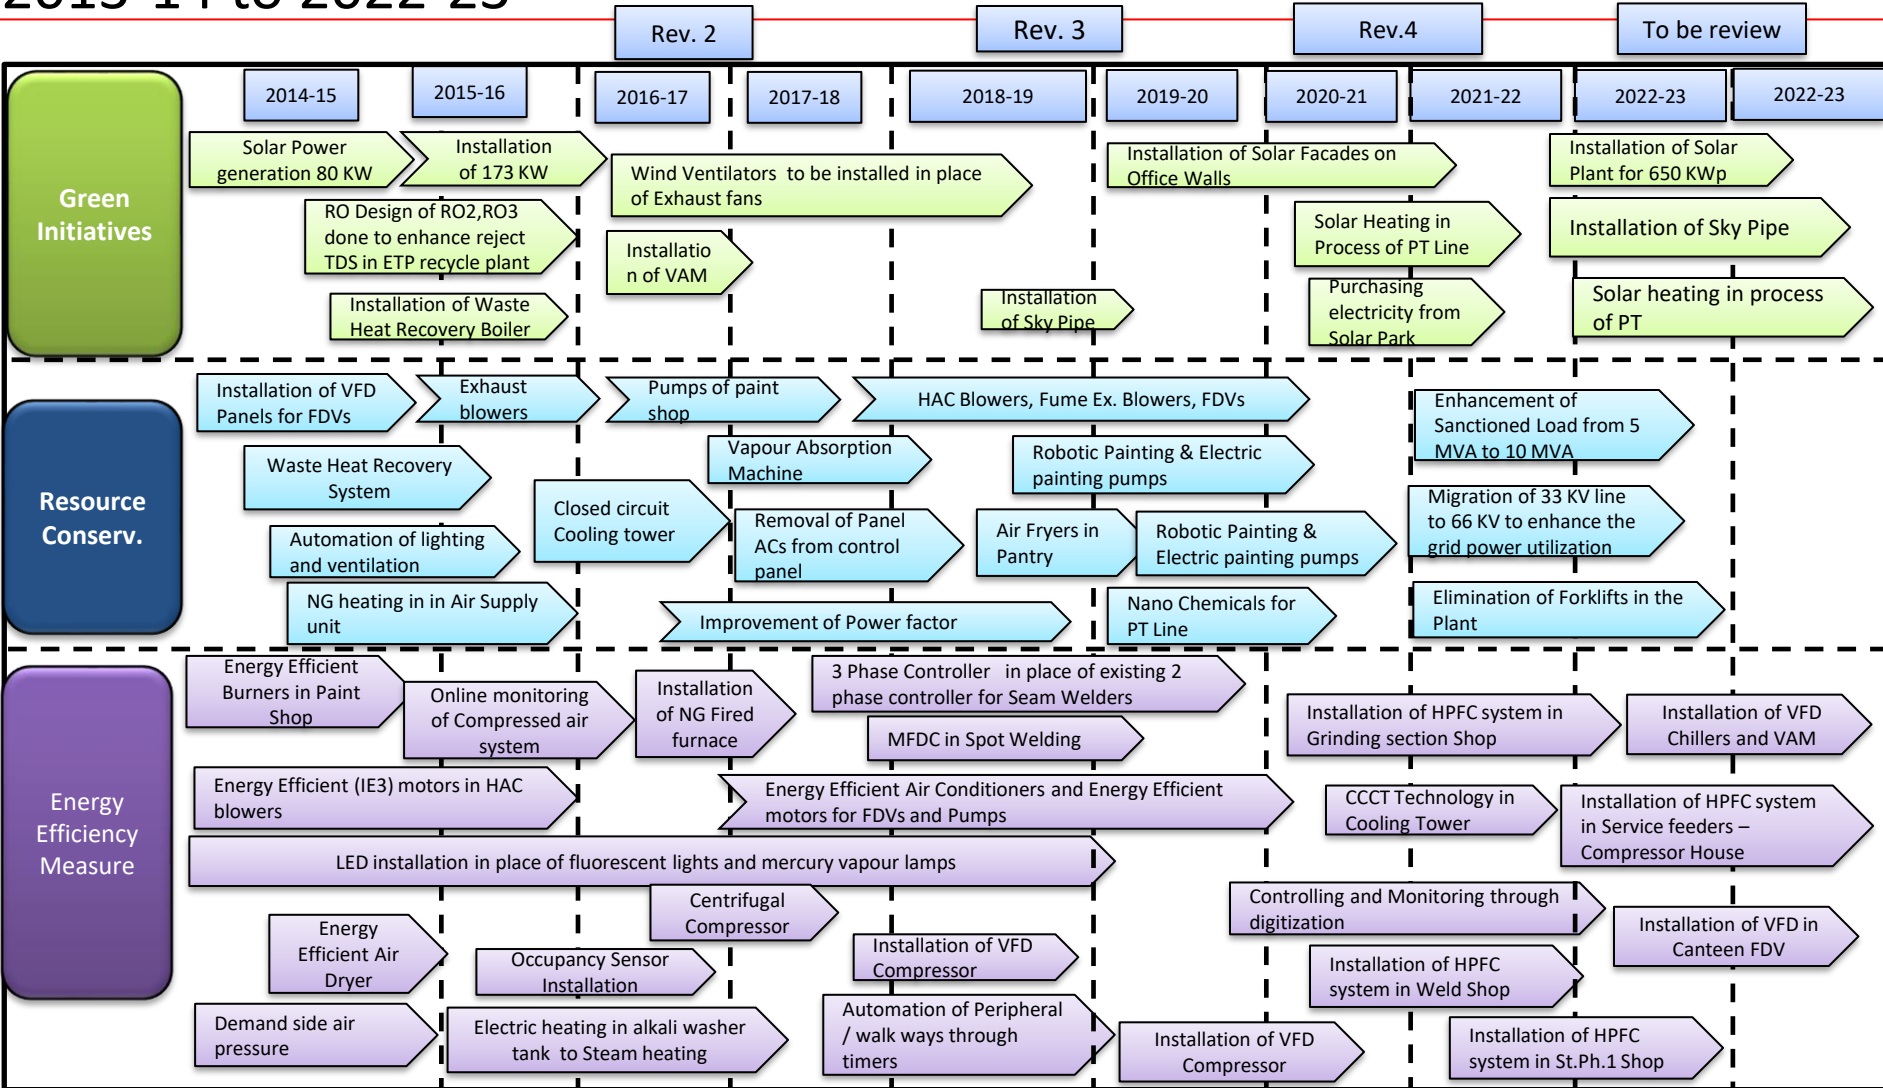 2013-14 to 2022-23
Rev. 2
Rev. 3
Rev.4
To be review
2014-15
2015-16
2016-17
2017-18
2018-19
2019-20
2020-21
2021-22
2022-23
2022-23
Green
Initiatives
Solar Power
generation 80 KW
Installation
of 173 KW
Wind Ventilators to be installed in place
of Exhaust fans
Installation of Solar Facades on
Office Walls
Installation of Solar
Plant for 650 KWp
RO Design of RO2,RO3
done to enhance reject
TDS in ETP recycle plant
Installatio
n of VAM
Solar Heating in
Process of PT Line
Installation of Sky Pipe
Installation of Waste
Heat Recovery Boiler
Installation
of Sky Pipe
Purchasing
electricity from
Solar Park
Solar heating in process
of PT
Resource
Conserv.
Installation of VFD
Panels for FDVs
Exhaust
blowers
Pumps of paint
shop
HAC Blowers, Fume Ex. Blowers, FDVs
Enhancement of
Sanctioned Load from 5
MVA to 10 MVA
Waste Heat Recovery
System
Vapour Absorption
Machine
Robotic Painting & Electric
painting pumps
Closed circuit
Cooling tower
Migration of 33 KV line
to 66 KV to enhance the
grid power utilization
Automation of lighting
and ventilation
Removal of Panel
ACs from control
panel
Air Fryers in
Pantry
Robotic Painting &
Electric painting pumps
NG heating in in Air Supply
unit
Improvement of Power factor
Nano Chemicals for
PT Line
Elimination of Forklifts in the
Plant
Energy
Efficiency
Measure
Energy Efficient
Burners in Paint
Shop
Online monitoring
of Compressed air
system
Installation
of NG Fired
furnace
3 Phase Controller in place of existing 2
phase controller for Seam Welders
MFDC in Spot Welding
Installation of HPFC system in
Grinding section Shop
Installation of VFD
Chillers and VAM
Energy Efficient (IE3) motors in HAC
blowers
Energy Efficient Air Conditioners and Energy Efficient
motors for FDVs and Pumps
CCCT Technology in
Cooling Tower
Installation of HPFC system
in Service feeders –
Compressor House
LED installation in place of fluorescent lights and mercury vapour lamps
Centrifugal
Compressor
Controlling and Monitoring through
digitization
Installation of VFD in
Canteen FDV
Energy
Efficient Air
Dryer
Occupancy Sensor
Installation
Installation of VFD
Compressor
Installation of HPFC
system in Weld Shop
Demand side air
pressure
Electric heating in alkali washer
tank to Steam heating
Automation of Peripheral
/ walk ways through
timers
Installation of VFD
Compressor
Installation of HPFC
system in St.Ph.1 Shop